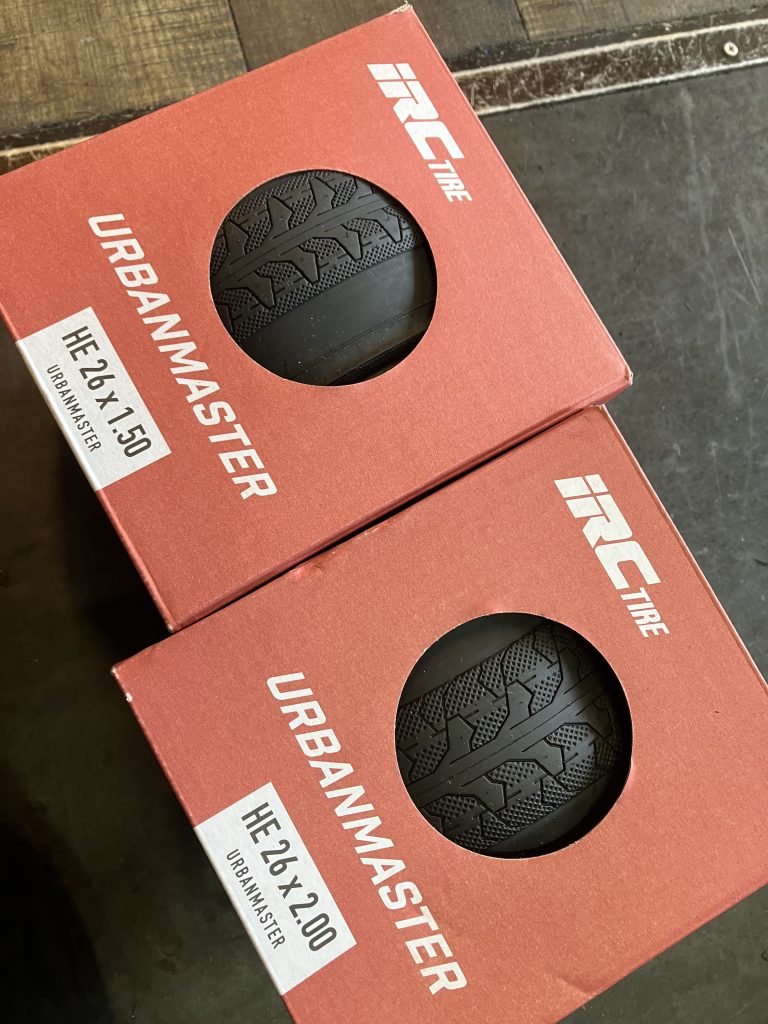 iRC TIRE
URBANMASTER
HE 26 x 1.50
URBANMASTER
iRC TIRE
URBANMASTER
HE 26 x 2.00
URBANMASTER